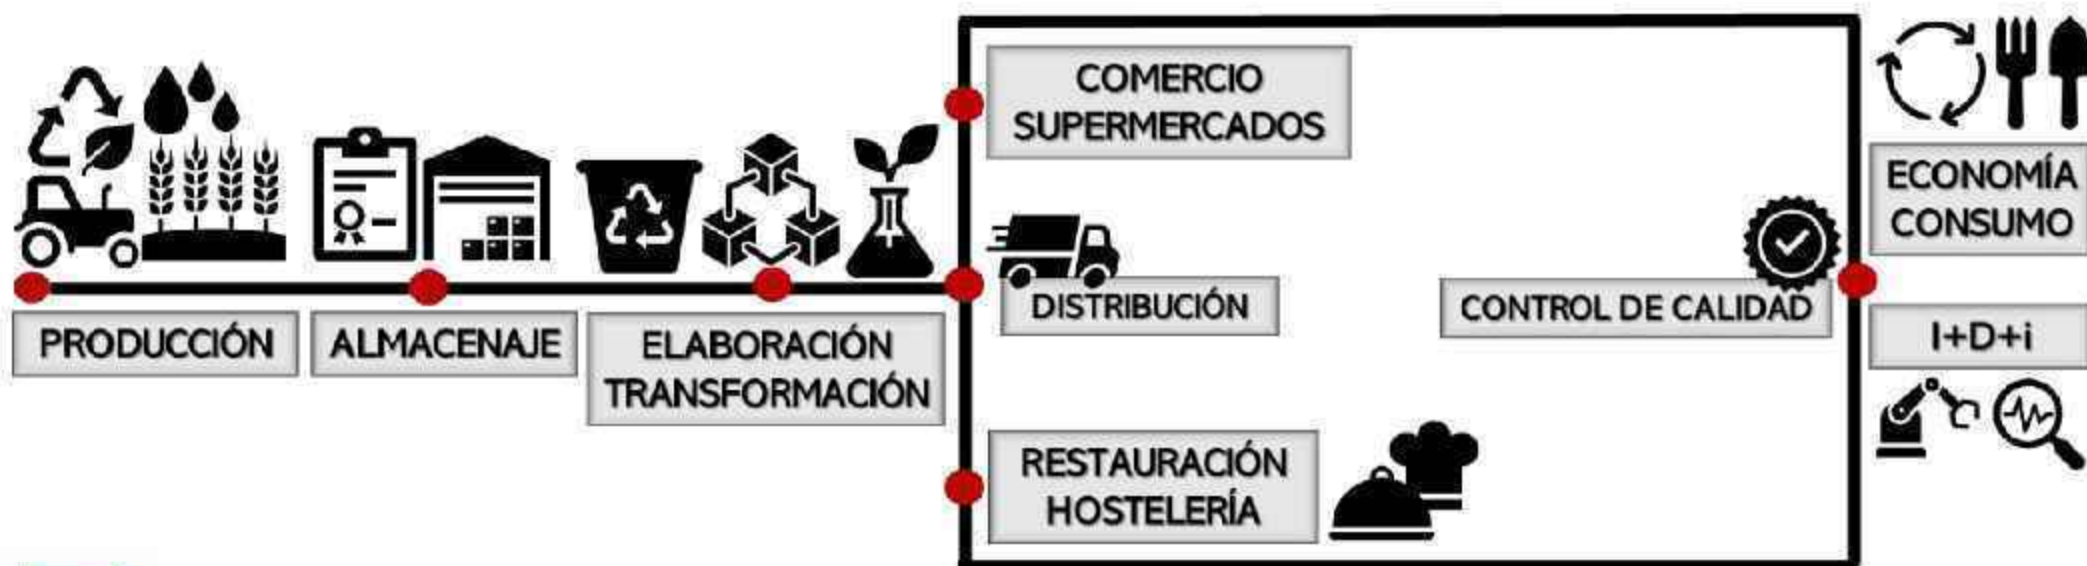 PRODUCCIÓN
ALMACENAJE
ELABORACIÓN
TRANSFORMACIÓN
COMERCIO
SUPERMERCADOS
DISTRIBUCIÓN
RESTAURACIÓN
HOSTELERÍA
CONTROL DE CALIDAD
ECONOMÍA
CONSUMO
I+D+i